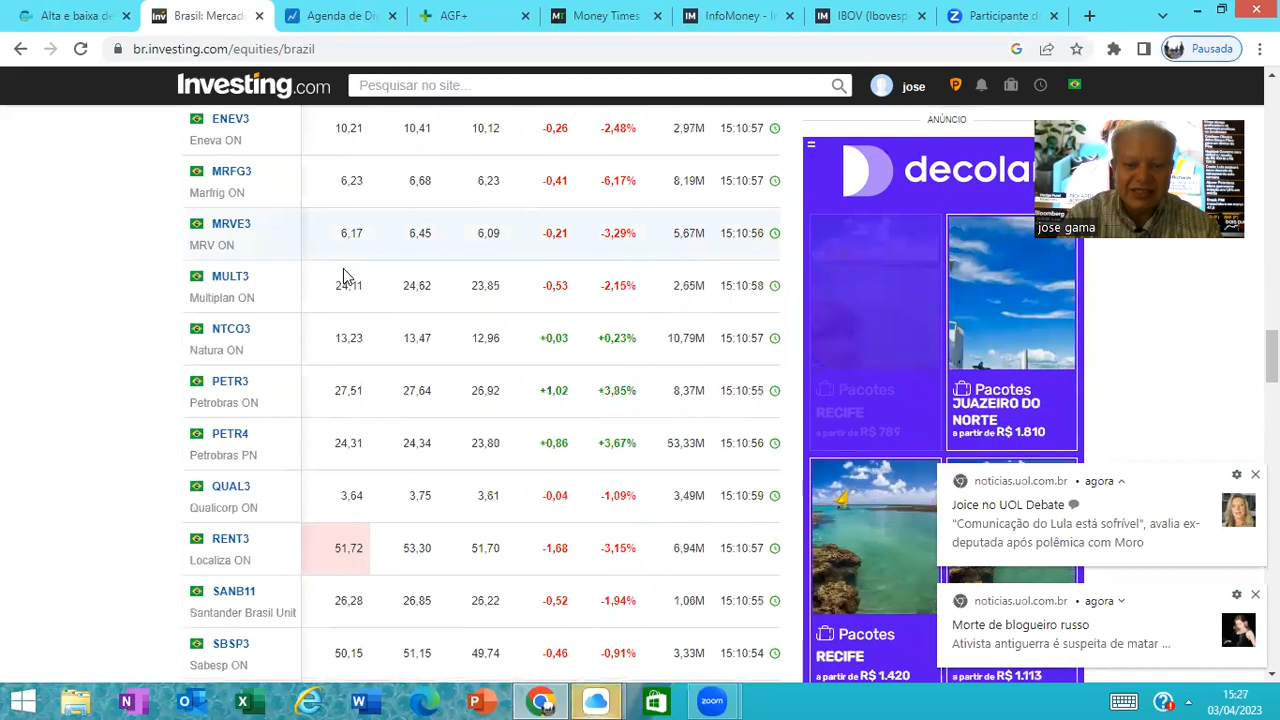 Alta e baixa de
Brasil: Mercado
Agenda de Di
AGF+
Money Times
InfoMoney - In
IBOV (Ibovesp
Participante d
br.investing.com/equities/brazil
Pausada
Investing.com
Pesquisar no site...
jose
ENEV3
Eneva ON
10,21 10,41 10,12 -0,26 -2,48% 2,97M 15:10:57
MRFG3
Marfrig ON
6,23 6,68 6,23 -0,41 -6,17% 8,19M 15:10:57
MRVE3
MRV ON
6,17 6,45 6,09 -0,21 -3,29% 5,67M 15:10:56
MULT3
Multiplan ON
24,11 24,62 23,85 -0,53 -2,15% 2,65M 15:10:58
NTCO3
Natura ON
13,23 13,47 12,96 +0,03 +0,23% 10,79M 15:10:57
PETR3
Petrobras ON
27,51 27,64 26,92 +1,02 +3,85% 8,37M 15:10:55
PETR4
Petrobras PN
24,31 24,34 23,80 +0,86 +3,67% 53,33M 15:10:56
QUAL3
Qualicorp ON
3,64 3,75 3,61 -0,04 -1,09% 3,49M 15:10:59
RENT3
Localiza ON
51,72 53,30 51,70 -1,68 -3,15% 6,94M 15:10:57
SANB11
Santander Brasil Unit
26,28 26,85 26,22 -0,52 -1,94% 1,06M 15:10:55
SBSP3
Sabesp ON
50,15 51,15 49,74 -0,46 -0,91% 3,33M 15:10:54
ANÚNCIO
decola
Bloomberg
jose gama
Pacotes
RECIFE
a partir de R$ 789
Pacotes
JUAZEIRO DO
NORTE
a partir de R$ 1.810
Pacotes
RECIFE
a partir de R$ 1.420
a partir de R$ 1.113
noticias.uol.com.br • agora
Joice no UOL Debate
"Comunicação do Lula está sofrível", avalia ex-
deputada após polêmica com Moro
noticias.uol.com.br • agora
Morte de blogueiro russo
Ativista antiguerra é suspeita de matar ...
zoom
15:27
03/04/2023